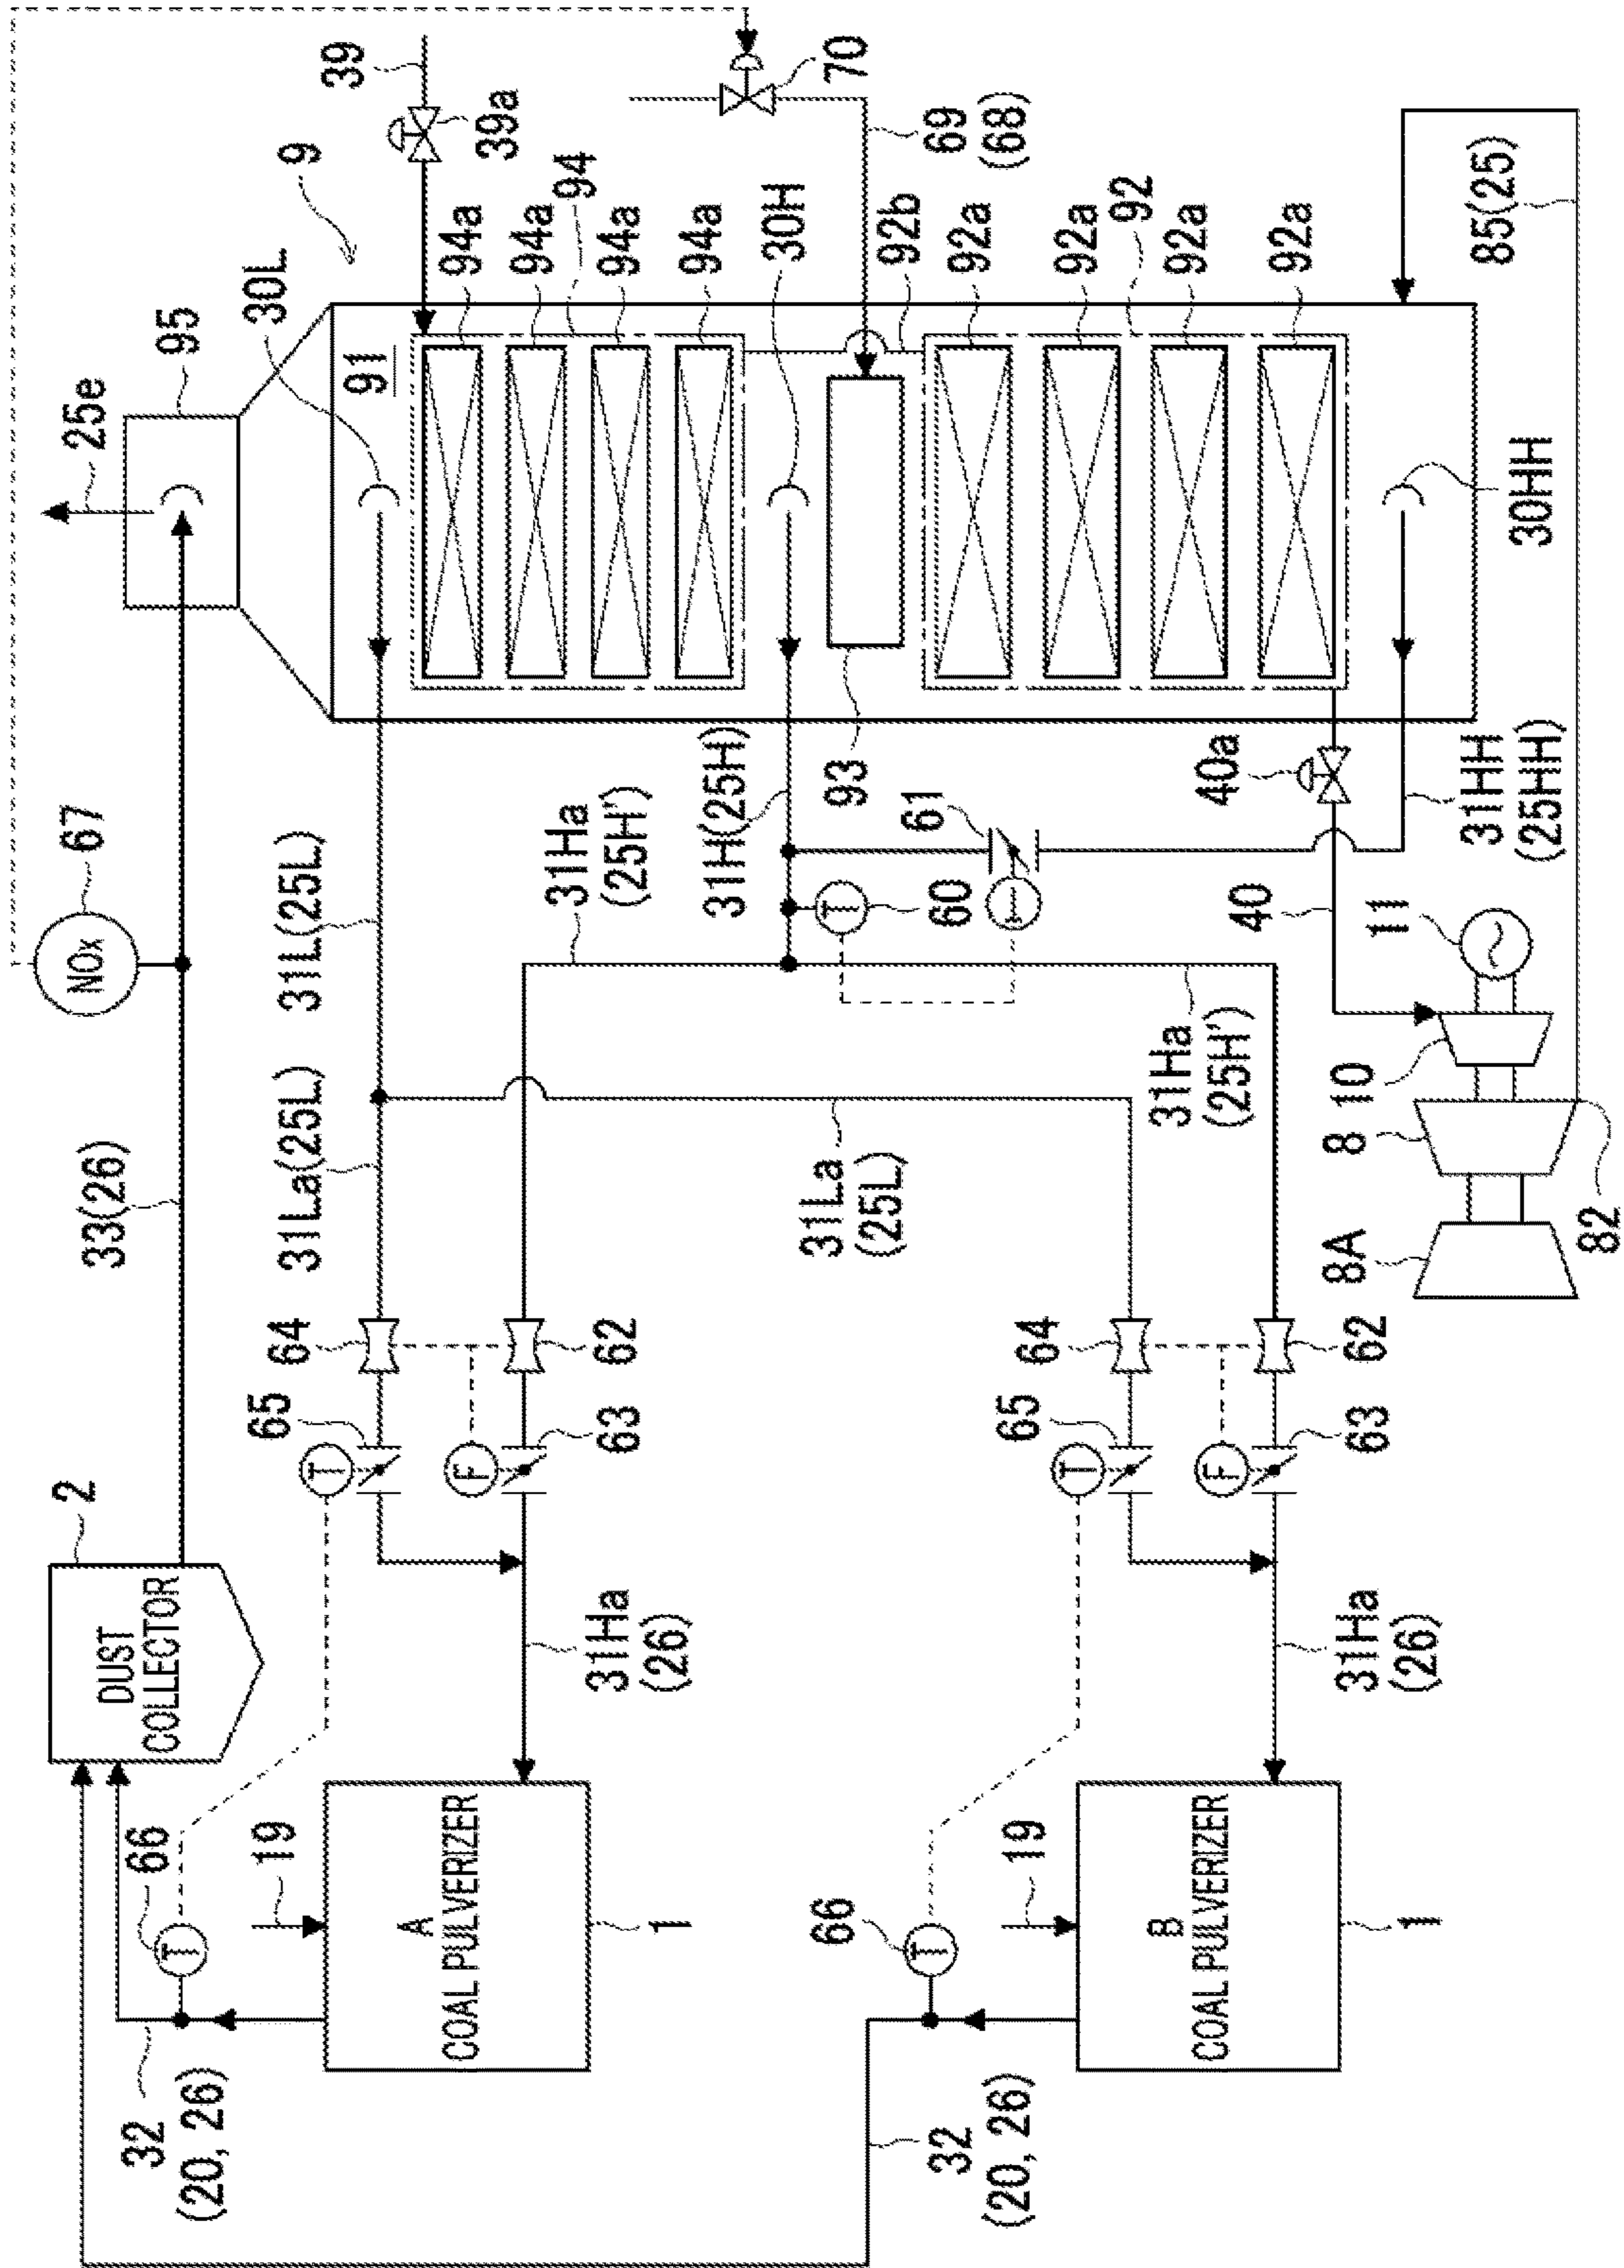 2
DUST
COLLECTOR
33(26)
NOx
67
25e
95
32
(20, 26)
66
T
19
A
COAL PULVERIZER
1
65
T
64
F
63
62
31Ha
(26)
31La(25L)
31L(25L)
30L
91
9
39
39a
94a
94a
94
94a
94a
30H
31Ha
(25H')
31H(25H)
T
60
61
93
70
69
(68)
92b
92a
92a
92
92a
92a
31La
(25L)
31Ha
(25H')
32
(20, 26)
66
T
19
B
COAL PULVERIZER
1
65
T
64
F
63
62
31Ha
(26)
40a
40
31HH
(25HH)
30HH
85(25)
8A
8
10
11
82